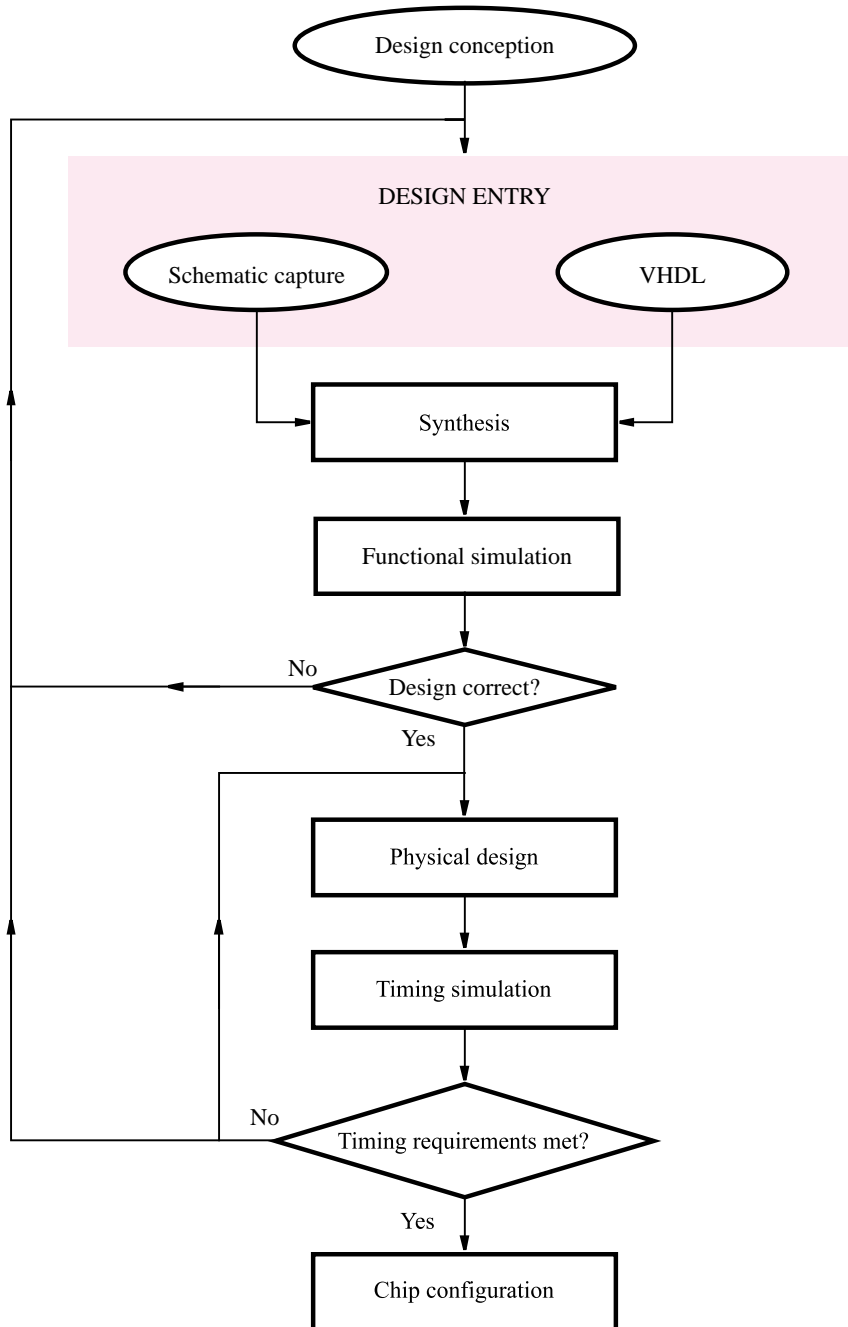 Design conception
DESIGN ENTRY
Schematic capture
VHDL
Synthesis
Functional simulation
No
Design correct?
Yes
Physical design
Timing simulation
No
Timing requirements met?
Yes
Chip configuration